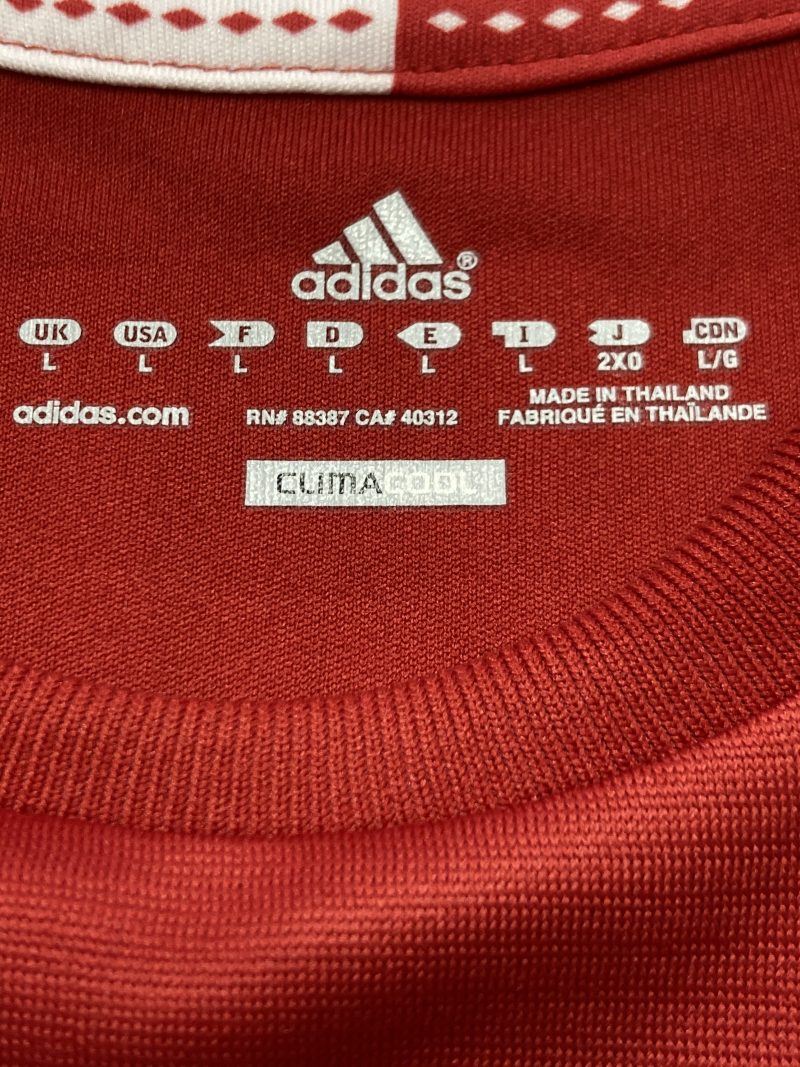 adidas®
UK USA F D E I J CDN
L L L L L L 2XO L/G
adidas.com RN# 88387 CA# 40312 MADE IN THAILAND
FABRIQUÉ EN THAÏLANDE
CLIMACOOL